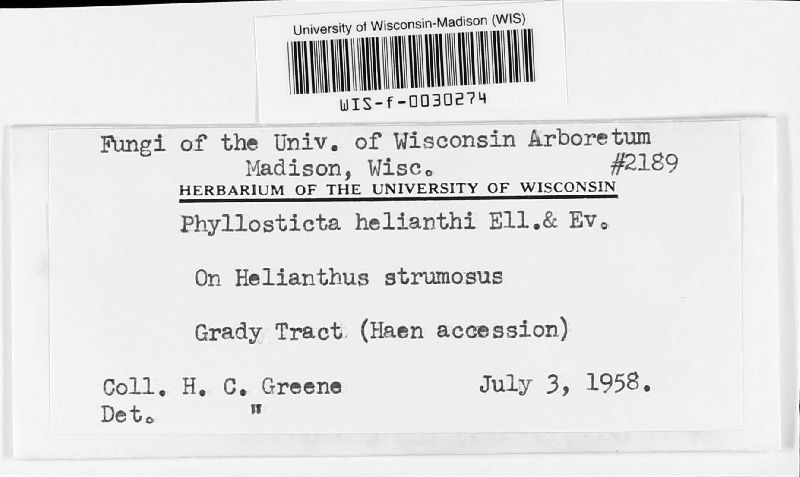 University of Wisconsin-Madison (WIS)
WIS-f-0030274
Fungi of the Univ. of Wisconsin Arboretum
Madison, Wisc. #2189
HERBARIUM OF THE UNIVERSITY OF WISCONSIN
Phyllosticta helianthi Ell.& Ev.
On Helianthus strumosus
Grady Tract (Haen accession)
Coll. H. C. Greene July 3, 1958.
Det. "